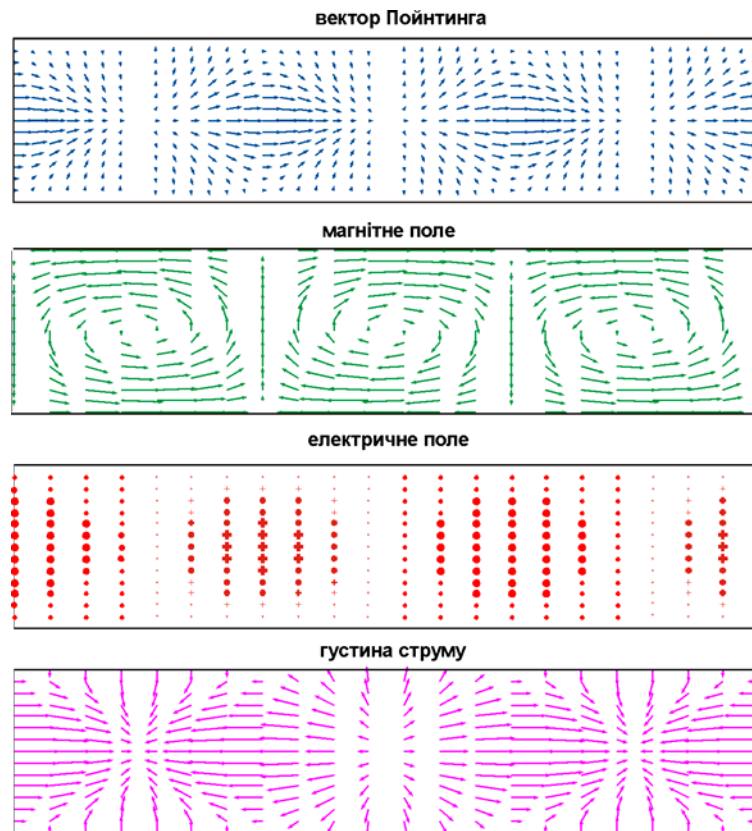 вектор Пойнтинга
магнітне поле
електричне поле
густина струму